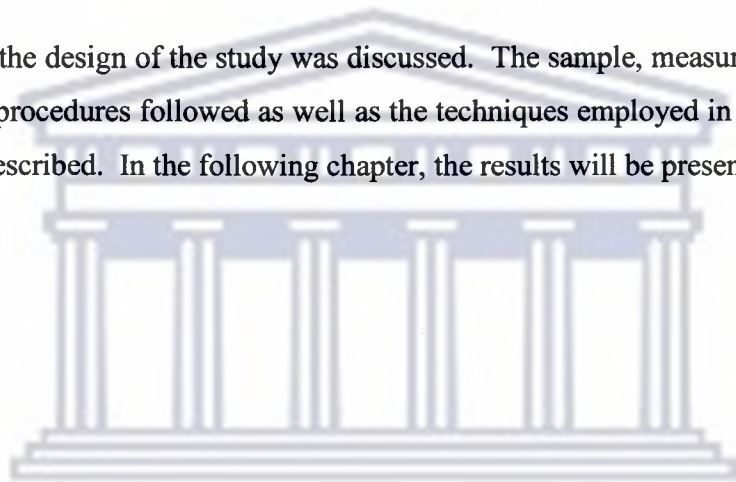 the design of the study was discussed. The sample, measur
procedures followed as well as the techniques employed in
escribed. In the following chapter, the results will be presen